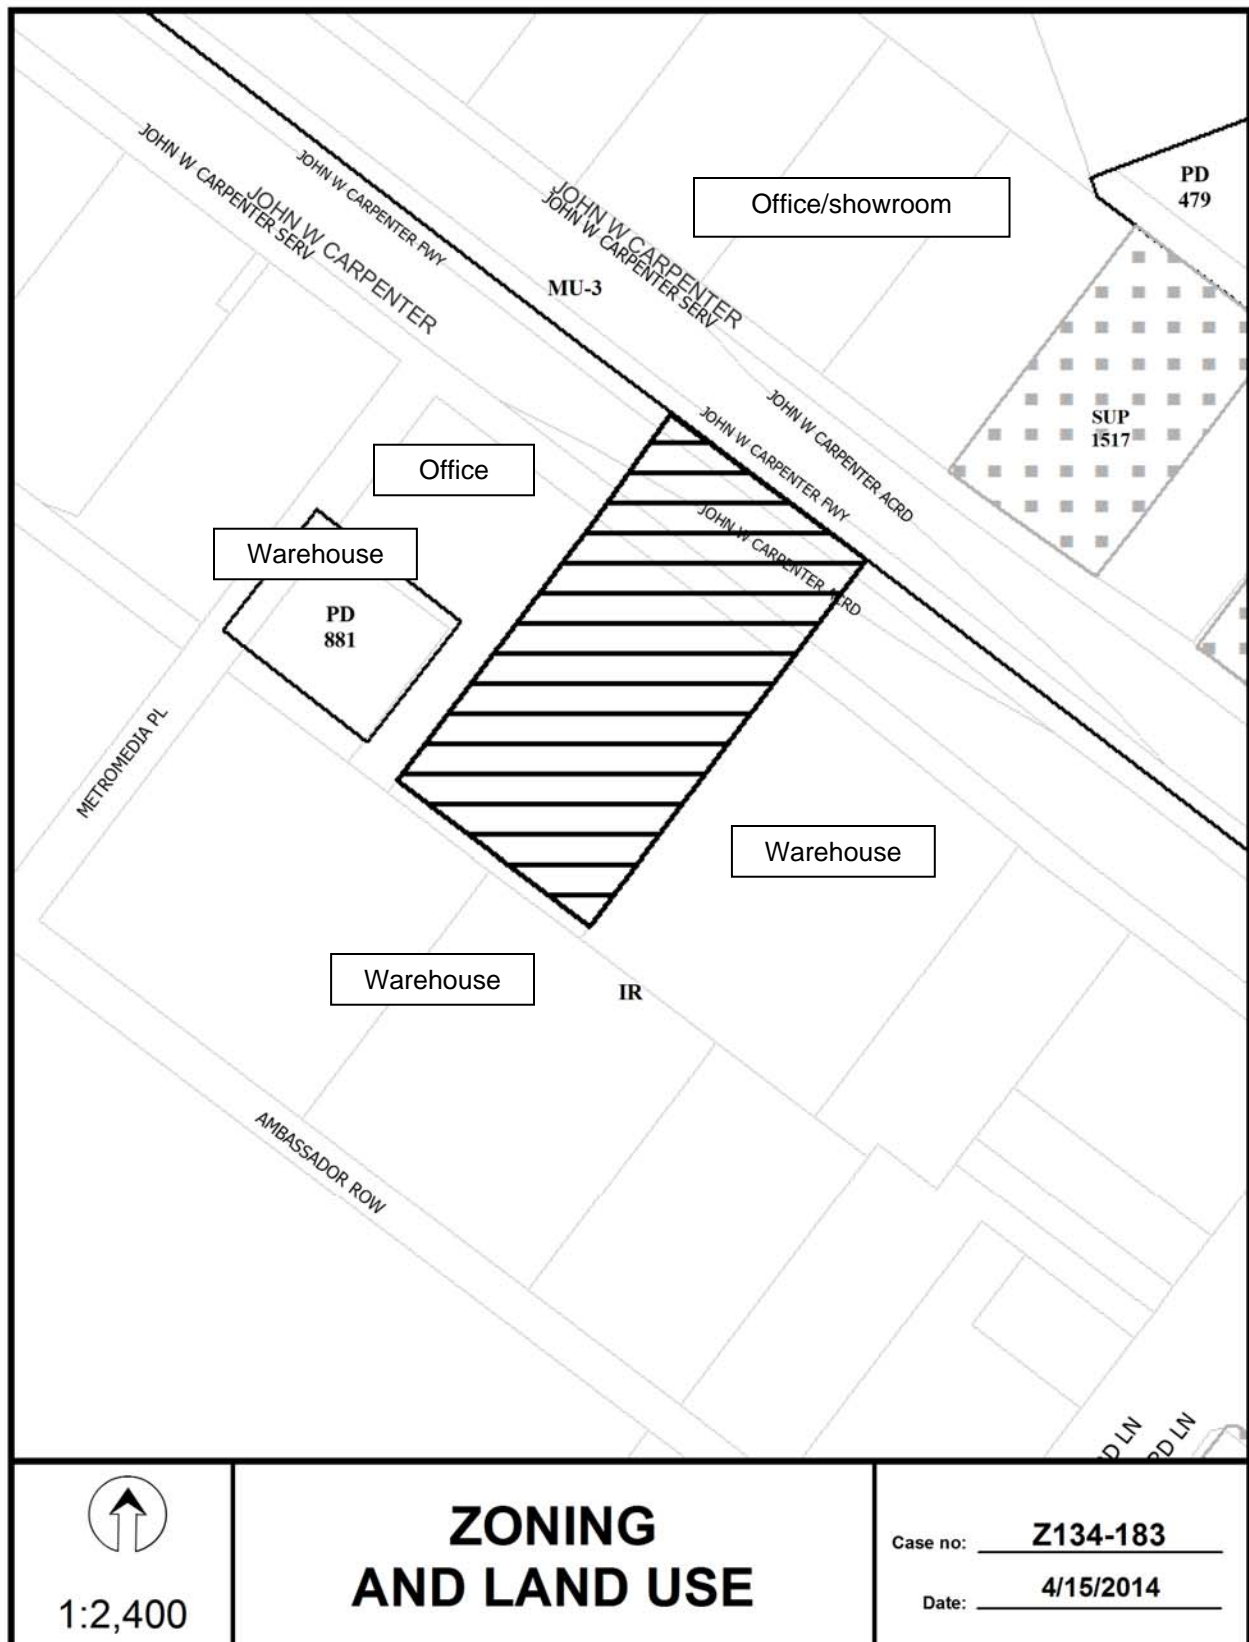 JOHN W CARPENTER SERV
JOHN W CARPENTER
JOHN W CARPENTER FWY
JOHN W CARPENTER
JOHN W CARPENTER SERV
Office/showroom
PD
479
MU-3
SUP
1517
JOHN W CARPENTER FWY
JOHN W CARPENTER ACRD
JOHN W CARPENTER ACRD
Office
Warehouse
PD
881
METROMEDIA PL
Warehouse
Warehouse
IR
AMBASSADOR ROW
RD LN
ZONING
AND LAND USE
1:2,400
Case no: Z134-183
Date: 4/15/2014